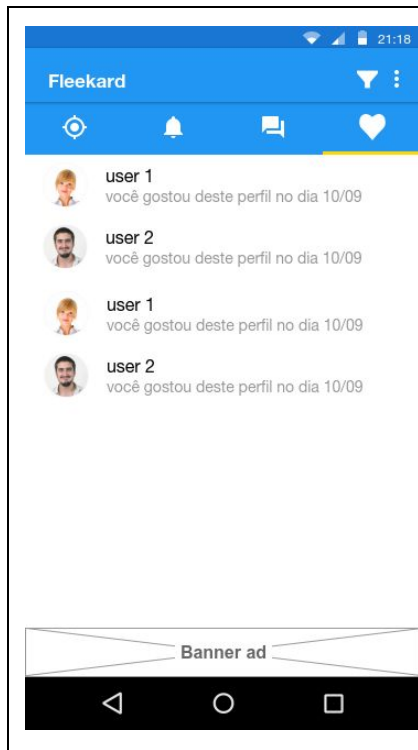 21:18
Fleekard
user 1
você gostou deste perfil no dia 10/09
user 2
você gostou deste perfil no dia 10/09
user 1
você gostou deste perfil no dia 10/09
user 2
você gostou deste perfil no dia 10/09
Banner ad